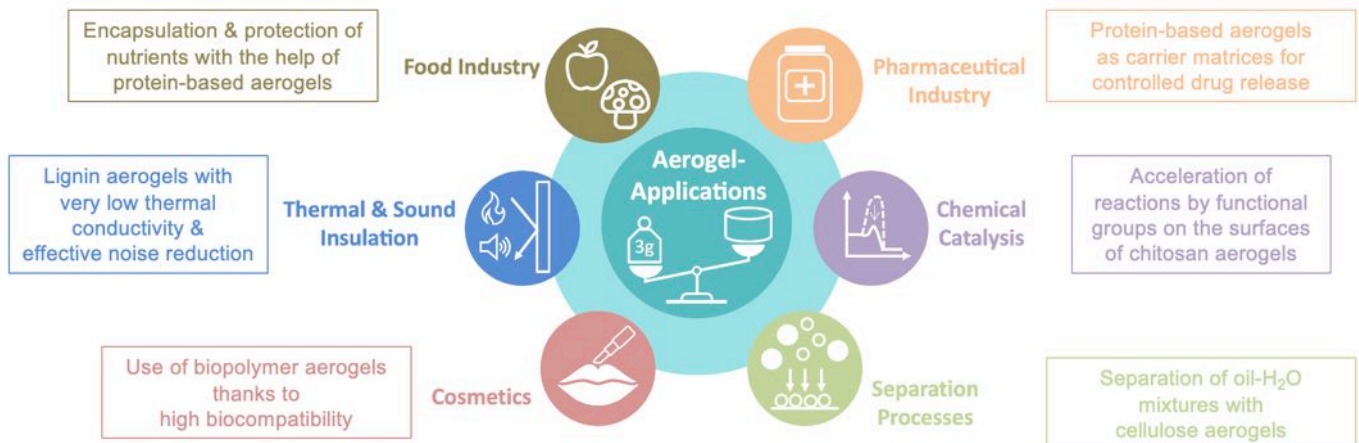 Encapsulation & protection of
nutrients with the help of
protein-based aerogels
Food Industry
Pharmaceutical
Industry
Protein-based aerogels
as carrier matrices for
controlled drug release
Lignin aerogels with
very low thermal
conductivity &
effective noise reduction
Thermal & Sound
Insulation
Aerogel-
Applications
3g
Chemical
Catalysis
Acceleration of
reactions by functional
groups on the surfaces
of chitosan aerogels
Use of biopolymer aerogels
thanks to
high biocompatibility
Cosmetics
Separation
Processes
Separation of oil-H₂O
mixtures with
cellulose aerogels